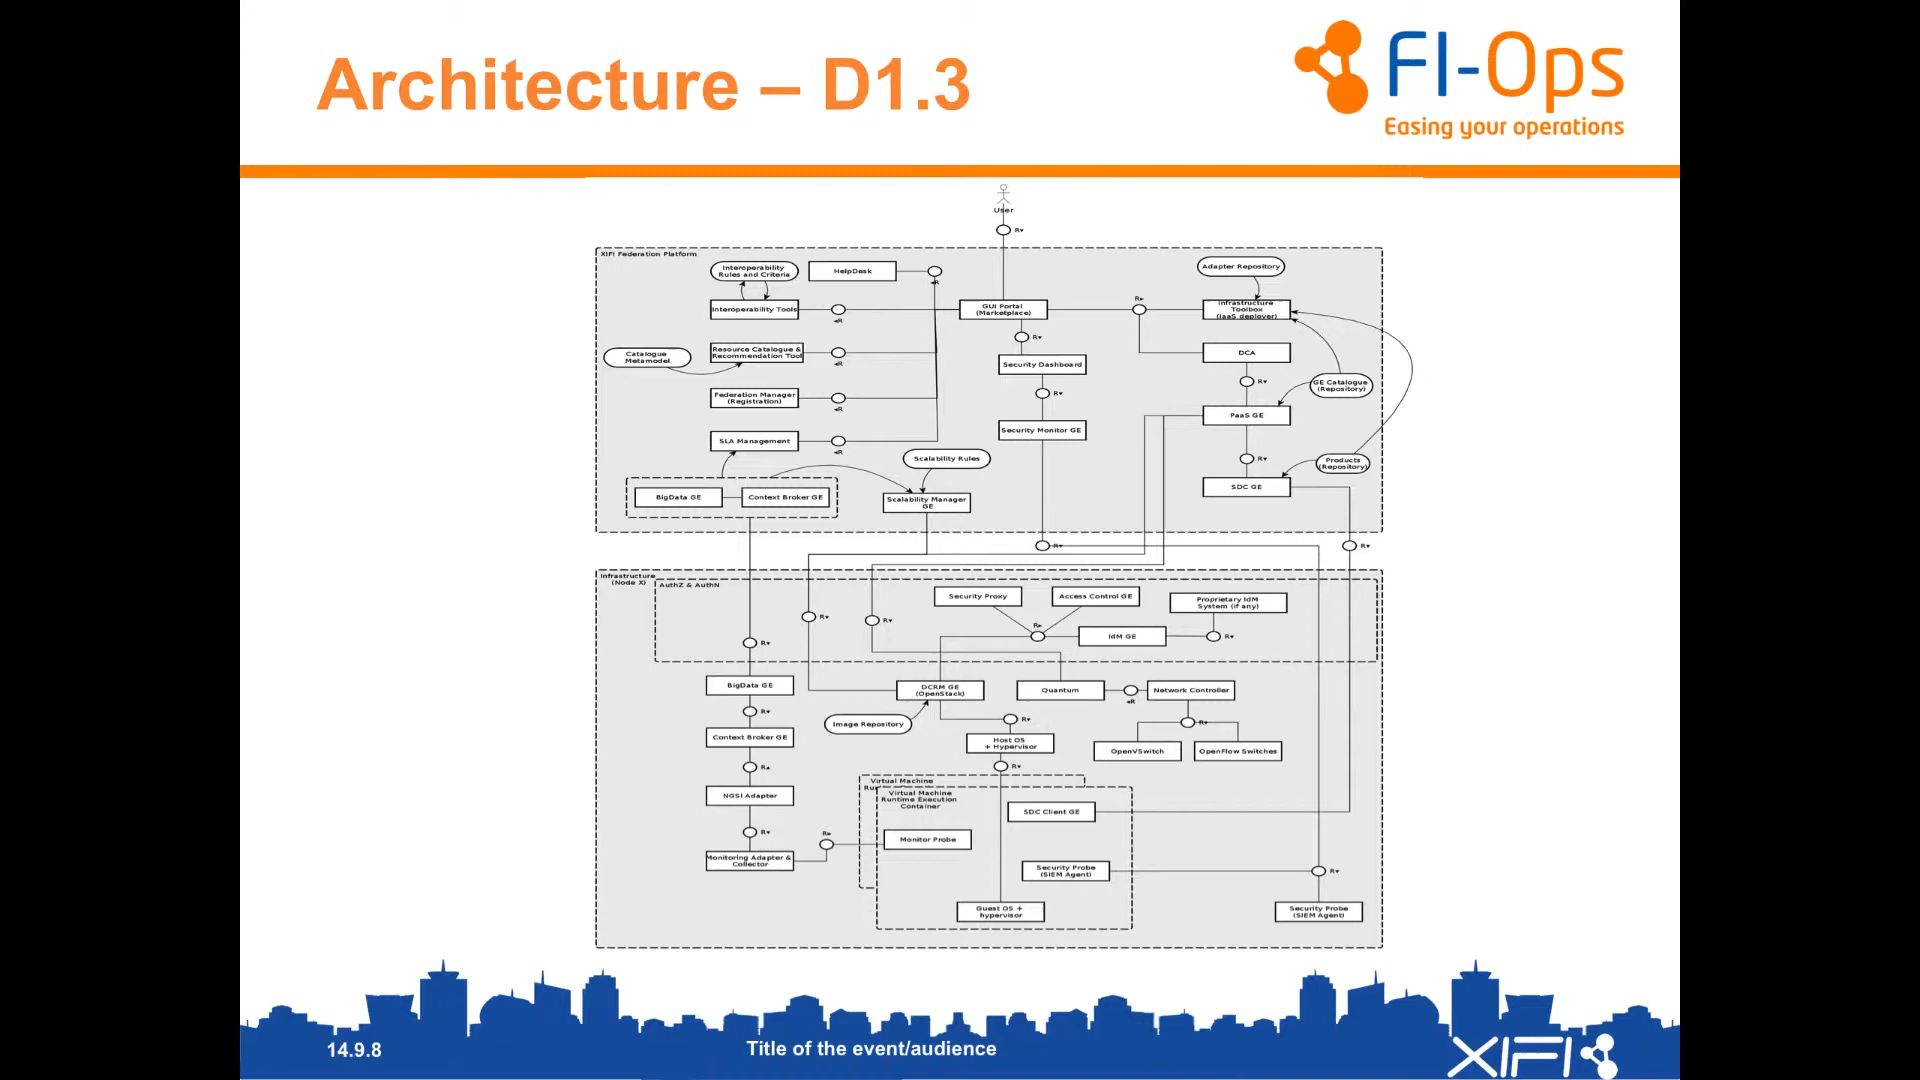 Architecture – D1.3
FI-Ops
Easing your operations
User
R▾
XIFI Federation Platform
Interoperability
Rules and Criteria
HelpDesk
◂R
Adapter Repository
Interoperability Tools
◂R
GUI Portal
(Marketplace)
R▸
Infrastructure
Toolbox
(IaaS deployer)
R▾
Catalogue
Metamodel
Resource Catalogue &
Recommendation Tool
◂R
Security Dashboard
DCA
R▾
R▾
GE Catalogue
(Repository)
Federation Manager
(Registration)
◂R
PaaS GE
Security Monitor GE
SLA Management
◂R
Scalability Rules
R▾
Products
(Repository)
BigData GE
Context Broker GE
Scalability Manager
GE
SDC GE
R▾
R▾
Infrastructure
(Node X)
AuthZ & AuthN
Security Proxy
Access Control GE
Proprietary IdM
System (if any)
R▾
R▾
R▸
IdM GE
R▾
R▾
BigData GE
DCRM GE
(OpenStack)
Quantum
◂R
Network Controller
R▾
Image Repository
R▾
R▾
Context Broker GE
Host OS
+ Hypervisor
OpenVSwitch
OpenFlow Switches
R▴
R▾
Virtual Machine
Ru
Virtual Machine
Runtime Execution
Container
NGSI Adapter
SDC Client GE
R▾
R▸
Monitor Probe
Monitoring Adapter &
Collector
Security Probe
(SIEM Agent)
R▾
Guest OS +
hypervisor
Security Probe
(SIEM Agent)
14.9.8
Title of the event/audience
XIFI